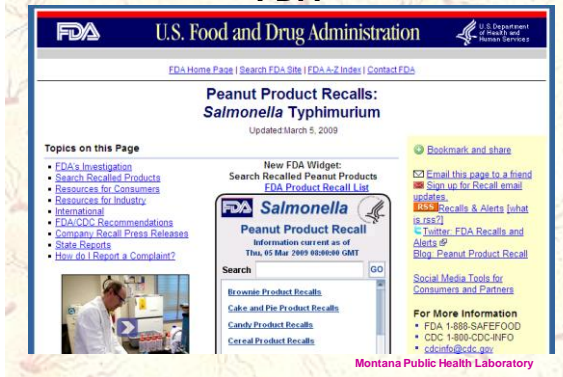 FDA
FDA U.S. Food and Drug Administration U.S. Department of Health and Human Services
FDA Home Page | Search FDA Site | FDA A-Z Index | Contact FDA
Peanut Product Recalls:
Salmonella Typhimurium
Updated:March 5, 2009
Topics on this Page
FDA's Investigation
Search Recalled Products
Resources for Consumers
Resources for Industry
International
FDA/CDC Recommendations
Company Recall Press Releases
State Reports
How do I Report a Complaint?
New FDA Widget:
Search Recalled Peanut Products
FDA Product Recall List
FDA Salmonella
Peanut Product Recall
Information current as of
Thu, 05 Mar 2009 08:00:00 GMT
Search GO
Brownie Product Recalls
Cake and Pie Product Recalls
Candy Product Recalls
Cereal Product Recalls
Bookmark and share
Email this page to a friend
Sign up for Recall email
updates.
RSS Recalls & Alerts [what
is rss?]
Twitter: FDA Recalls and
Alerts
Blog: Peanut Product Recall
Social Media Tools for
Consumers and Partners
For More Information
FDA 1-888-SAFEFOOD
CDC 1-800-CDC-INFO
cdcinfo@cdc.gov
Montana Public Health Laboratory